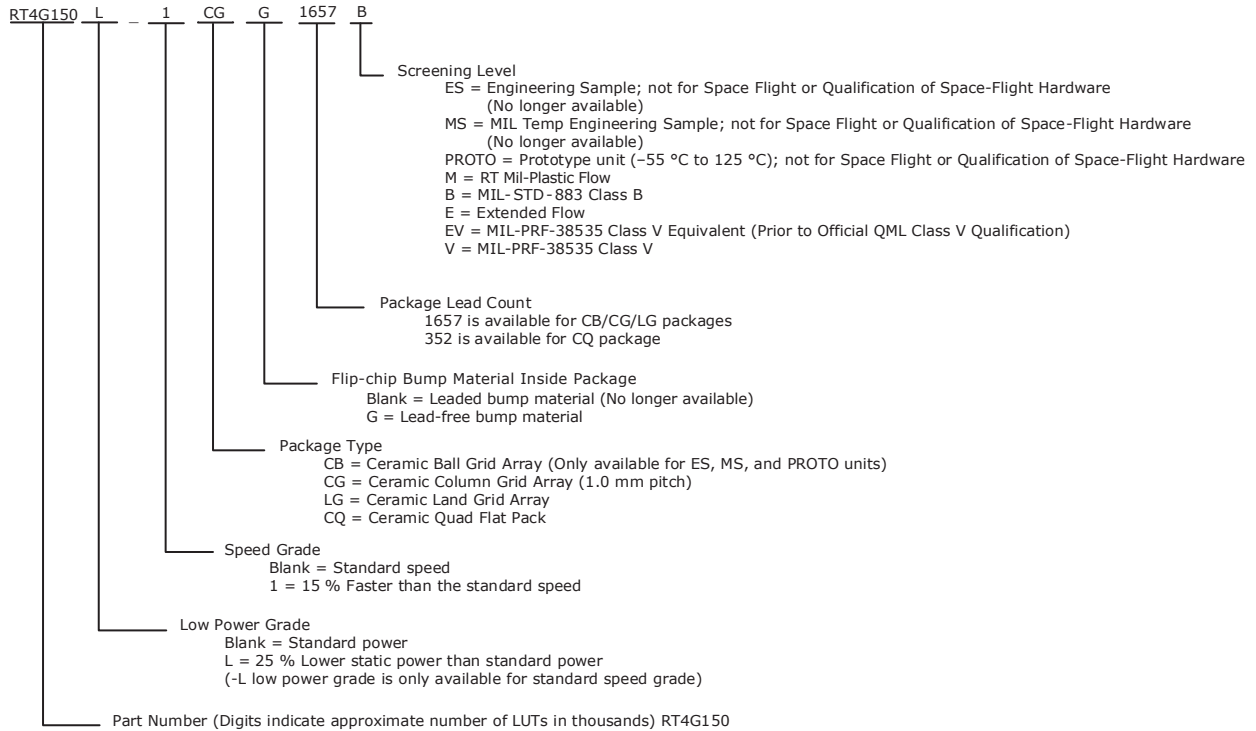 RT4G150 L _ 1 CG G 1657 B
Screening Level
ES = Engineering Sample; not for Space Flight or Qualification of Space-Flight Hardware
(No longer available)
MS = MIL Temp Engineering Sample; not for Space Flight or Qualification of Space-Flight Hardware
(No longer available)
PROTO = Prototype unit (–55 °C to 125 °C); not for Space Flight or Qualification of Space-Flight Hardware
M = RT Mil-Plastic Flow
B = MIL-STD-883 Class B
E = Extended Flow
EV = MIL-PRF-38535 Class V Equivalent (Prior to Official QML Class V Qualification)
V = MIL-PRF-38535 Class V
Package Lead Count
1657 is available for CB/CG/LG packages
352 is available for CQ package
Flip-chip Bump Material Inside Package
Blank = Leaded bump material (No longer available)
G = Lead-free bump material
Package Type
CB = Ceramic Ball Grid Array (Only available for ES, MS, and PROTO units)
CG = Ceramic Column Grid Array (1.0 mm pitch)
LG = Ceramic Land Grid Array
CQ = Ceramic Quad Flat Pack
Speed Grade
Blank = Standard speed
1 = 15 % Faster than the standard speed
Low Power Grade
Blank = Standard power
L = 25 % Lower static power than standard power
(-L low power grade is only available for standard speed grade)
Part Number (Digits indicate approximate number of LUTs in thousands) RT4G150